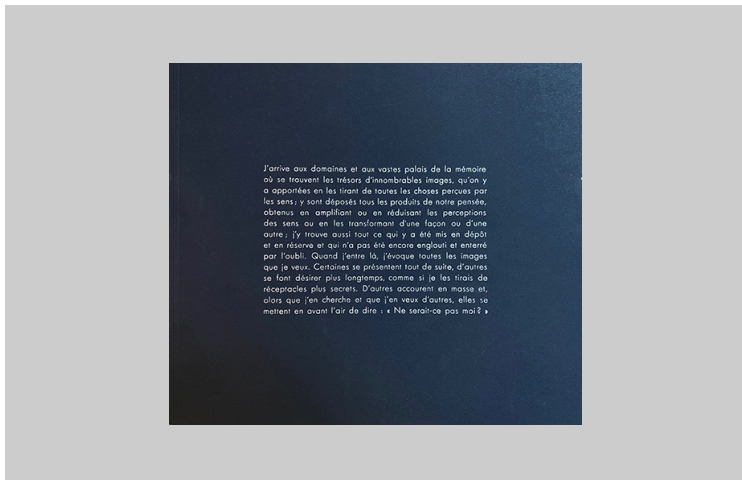 J'arrive aux domaines et aux vastes palais de la mémoire
où se trouvent les trésors d'innombrables images, qu'on y
a apportées en les tirant de toutes les choses perçues par
les sens ; y sont déposés tous les produits de notre pensée,
obtenus en amplifiant ou en réduisant les perceptions
des sens ou en les transformant d'une façon ou d'une
autre ; j'y trouve aussi tout ce qui y a été mis en dépôt
et en réserve et qui n'a pas été encore englouti et enterré
par l'oubli. Quand j'entre là, j'évoque toutes les images
que je veux. Certaines se présentent tout de suite, d'autres
se font désirer plus longtemps, comme si je les tirais de
réceptacles plus secrets. D'autres accourent en masse et,
alors que j'en cherche et que j'en veux d'autres, elles se
mettent en avant l'air de dire : « Ne serait-ce pas moi ? »